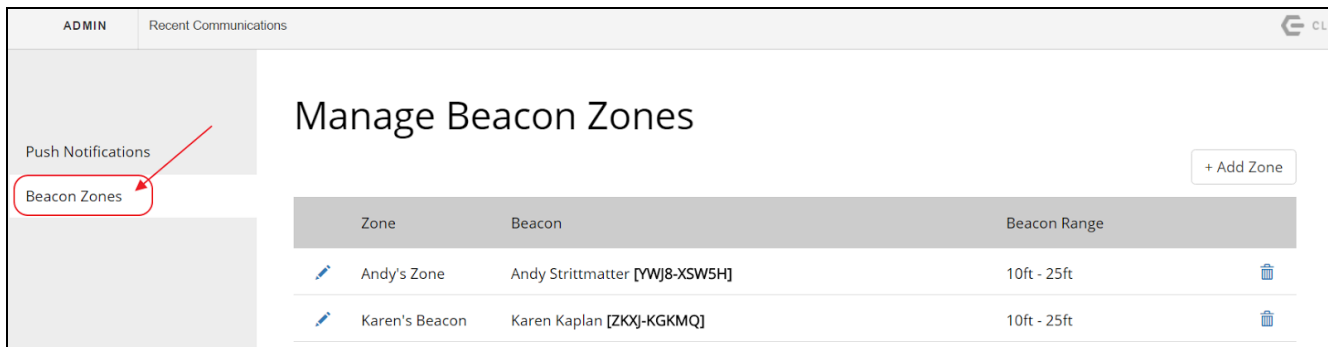 ADMIN Recent Communications CL
Manage Beacon Zones
Push Notifications
+ Add Zone
Beacon Zones
Zone Beacon Beacon Range
Andy's Zone Andy Strittmatter [YWJ8-XSW5H] 10ft - 25ft
Karen's Beacon Karen Kaplan [ZKXJ-KGKMQ] 10ft - 25ft